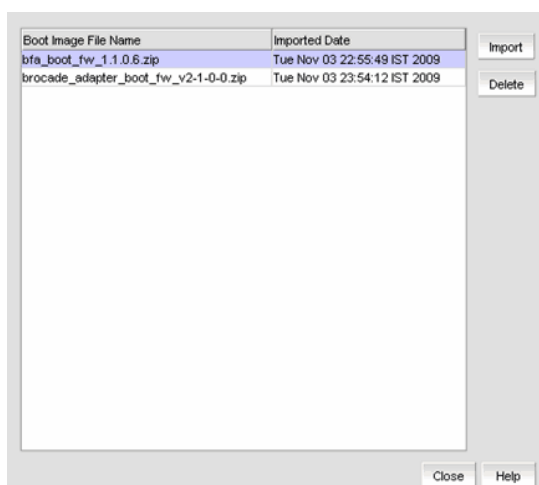 Boot Image File Name Imported Date
bfa_boot_fw_1.1.0.6.zip Tue Nov 03 22:55:49 IST 2009
brocade_adapter_boot_fw_v2-1-0-0.zip Tue Nov 03 23:54:12 IST 2009
Import
Delete
Close Help